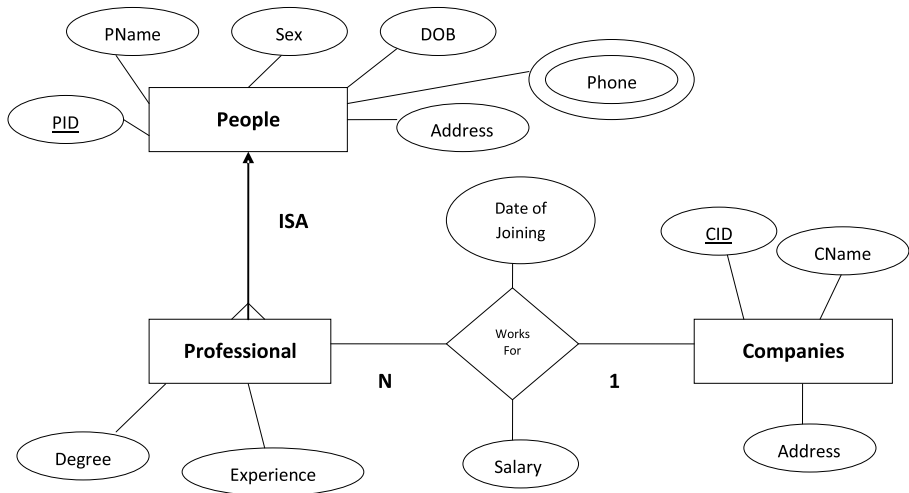 PName
Sex
DOB
Phone
PID
People
Address
ISA
Date of
Joining
CID
CName
Professional
Works
For
Companies
N
1
Degree
Experience
Salary
Address